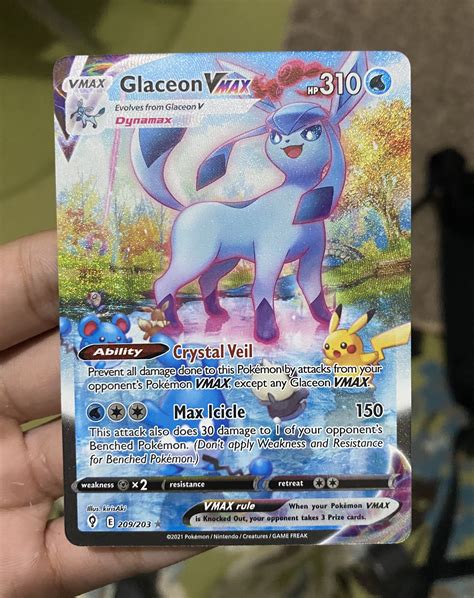 VMAX Glaceon VMAX HP 310
Evolves from Glaceon V
Dynamax
Ability Crystal Veil
Prevent all damage done to this Pokémon by attacks from your
opponent's Pokémon VMAX, except any Glaceon VMAX.
Max Icicle 150
This attack also does 30 damage to 1 of your opponent's
Benched Pokémon. (Don't apply Weakness and Resistance
for Benched Pokémon.)
weakness ×2 resistance retreat
Illus. kirisAki
VMAX rule When your Pokémon VMAX
is Knocked Out, your opponent takes 3 Prize cards.
E 209/203 ★
©2021 Pokémon / Nintendo / Creatures / GAME FREAK